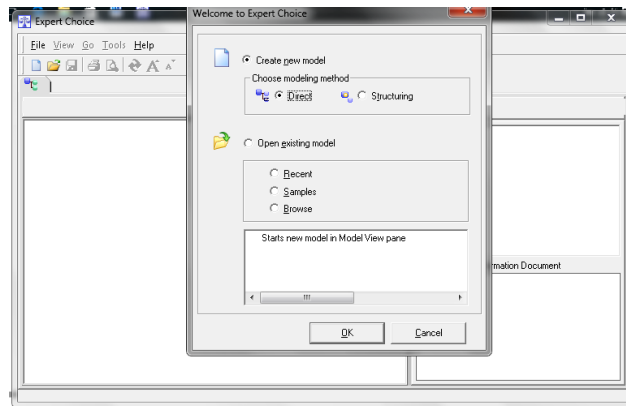 Expert Choice
Welcome to Expert Choice
File View Go Tools Help
Create new model
Choose modeling method
Direct
Structuring
Open existing model
Recent
Samples
Browse
Starts new model in Model View pane
rmation Document
OK
Cancel